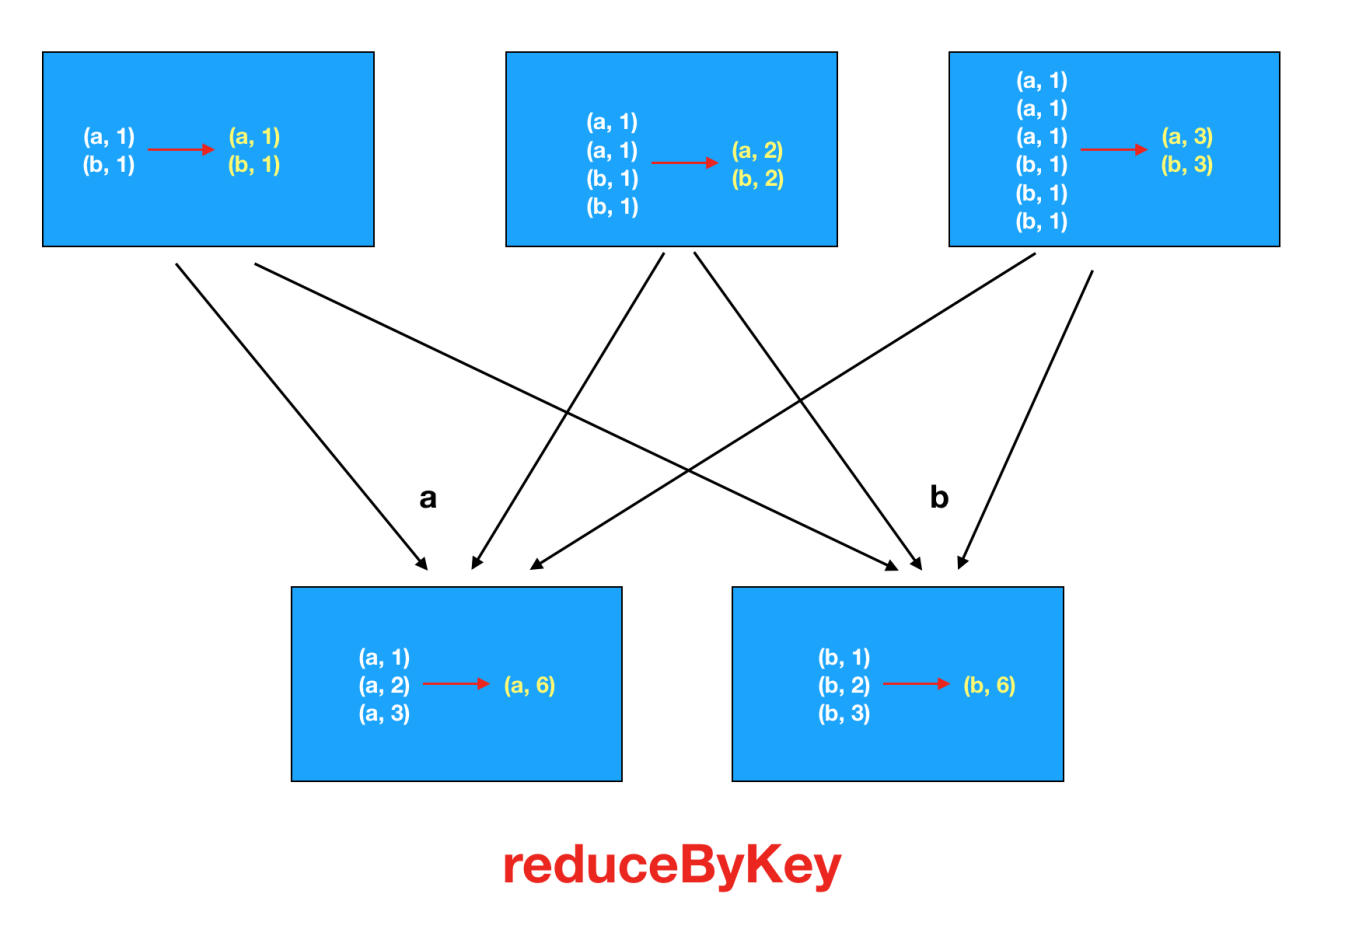 (a, 1)
(b, 1)
(a, 1)
(b, 1)
(a, 1)
(a, 1)
(b, 1)
(b, 1)
(a, 2)
(b, 2)
(a, 1)
(a, 1)
(a, 1)
(b, 1)
(b, 1)
(b, 1)
(a, 3)
(b, 3)
a
b
(a, 1)
(a, 2)
(a, 3)
(a, 6)
(b, 1)
(b, 2)
(b, 3)
(b, 6)
reduceByKey